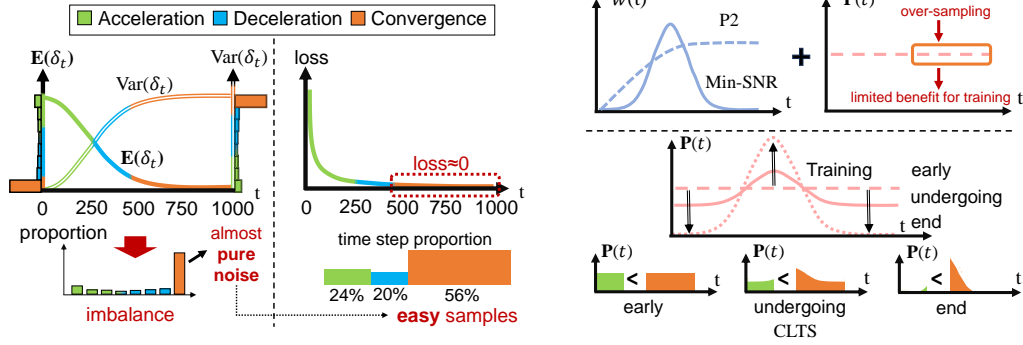 Acceleration Deceleration Convergence
E(δt) Var(δt)
Var(δt)
E(δt)
t
0 250 500 750 1000
proportion
almost
pure
noise
imbalance
loss
loss≈0
t
0 250 500 750 1000
time step proportion
24% 20% 56%
easy samples
w(t)
P2
Min-SNR
t
+
P(t)
over-sampling
limited benefit for training
t
P(t)
Training
early
undergoing
end
t
P(t)
< t
early
P(t)
< t
undergoing
P(t)
< t
end
CLTS